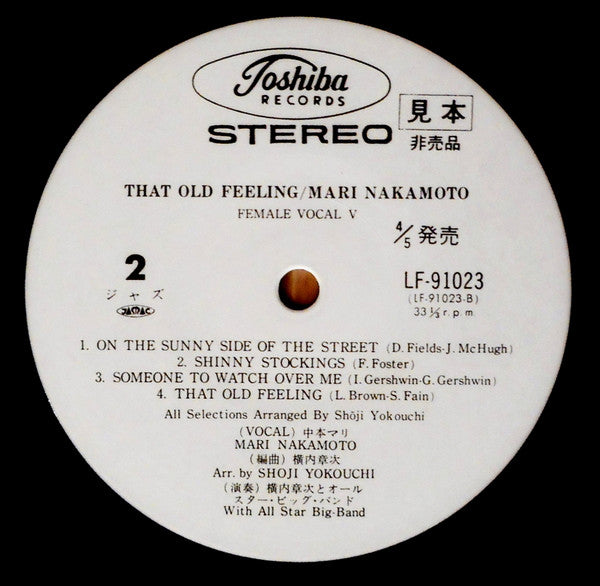 Toshiba
RECORDS
STEREO
見本
非売品
THAT OLD FEELING/MARI NAKAMOTO
FEMALE VOCAL V
4/5 発売
2
ジャズ
JASRAC
LF-91023
(LF-91023-B)
33⅓ r.p.m.
1. ON THE SUNNY SIDE OF THE STREET (D. Fields-J. McHugh)
2. SHINNY STOCKINGS (F. Foster)
3. SOMEONE TO WATCH OVER ME (I. Gershwin-G. Gershwin)
4. THAT OLD FEELING (L. Brown-S. Fain)
All Selections Arranged By Shōji Yokouchi
(VOCAL) 中本マリ
MARI NAKAMOTO
(編曲) 横内章次
Arr. by SHOJI YOKOUCHI
(演奏) 横内章次とオール
スター・ビッグ・バンド
With All Star Big-Band